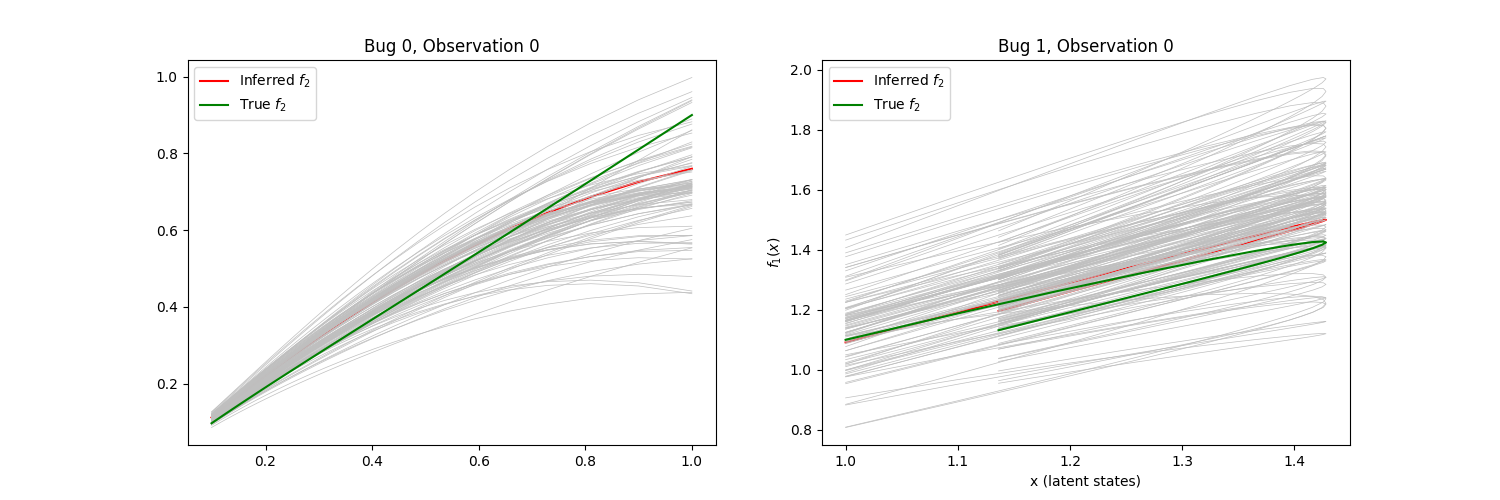 Bug 0, Observation 0
Inferred f₂
True f₂
1.0
0.8
0.6
0.4
0.2
0.2 0.4 0.6 0.8 1.0
Bug 1, Observation 0
Inferred f₂
True f₂
f₁(x)
2.0
1.8
1.6
1.4
1.2
1.0
0.8
1.0 1.1 1.2 1.3 1.4
x (latent states)